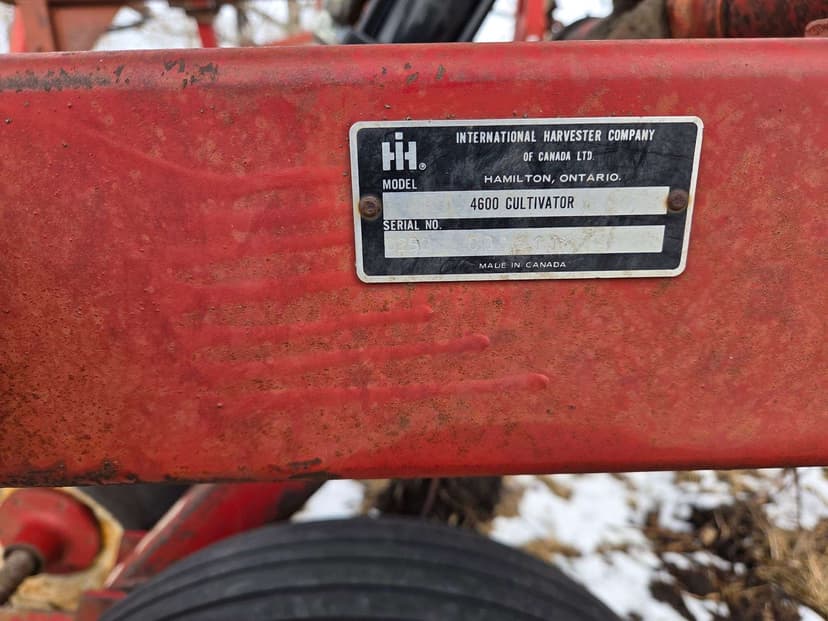 IH®
INTERNATIONAL HARVESTER COMPANY
OF CANADA LTD.
HAMILTON, ONTARIO.
MODEL
4600 CULTIVATOR
SERIAL NO.
MADE IN CANADA